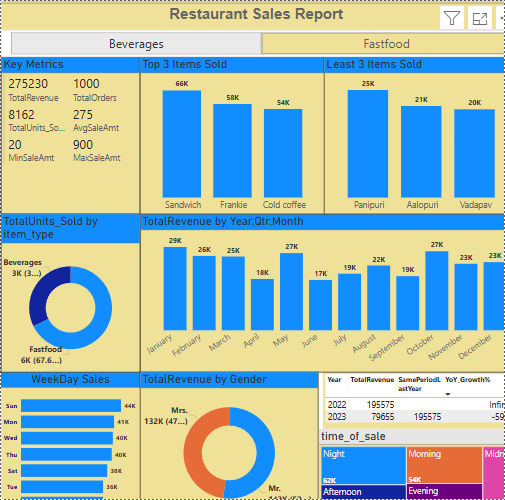 Restaurant Sales Report
Beverages
Fastfood
Key Metrics
275230 1000
TotalRevenue TotalOrders
8162 275
TotalUnits_So... AvgSaleAmt
20 900
MinSaleAmt MaxSaleAmt
Top 3 Items Sold
66K
58K
54K
Sandwich Frankie Cold coffee
Least 3 Items Sold
25K
21K
20K
Panipuri Aalopuri Vadapav
TotalUnits_Sold by
item_type
Beverages
3K (3...)
Fastfood
6K (67.6...)
TotalRevenue by Year,Qtr,Month
29K 26K 25K 18K 27K 17K 19K 22K 19K 27K 23K 23K
January February March April May June July August September October November December
WeekDay Sales
Sun 44K
Mon 41K
Wed 40K
Thu 40K
Sat 38K
Tue 36K
TotalRevenue by Gender
Mrs.
132K (47...)
Mr.
Year TotalRevenue SamePeriodL YoY_Growth%
astYear
2022 195575 Infir
2023 79655 195575 -59
time_of_sale
Night
62K
Morning
54K
Midn
Afternoon
Evening